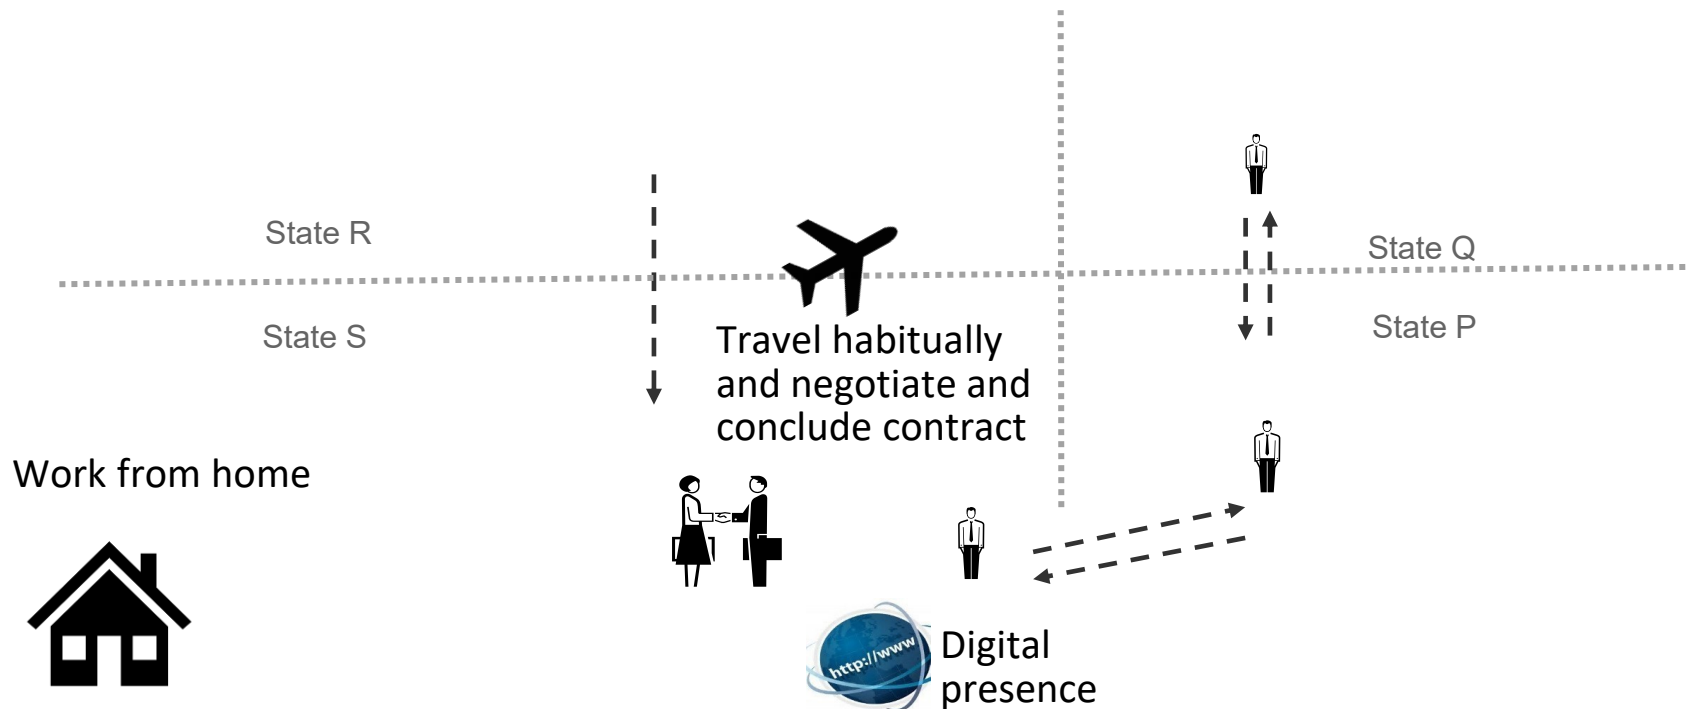 State R
State Q
State S
State P
Travel habitually
and negotiate and
conclude contract
Work from home
http://www
Digital
presence